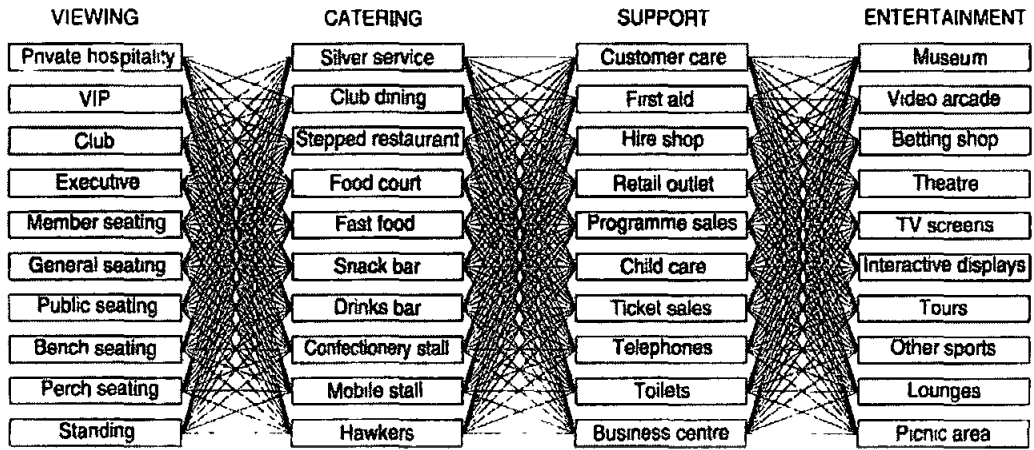 VIEWING CATERING SUPPORT ENTERTAINMENT
Private hospitality Silver service Customer care Museum
VIP Club dining First aid Video arcade
Club Stepped restaurant Hire shop Betting shop
Executive Food court Retail outlet Theatre
Member seating Fast food Programme sales TV screens
General seating Snack bar Child care Interactive displays
Public seating Drinks bar Ticket sales Tours
Bench seating Confectionery stall Telephones Other sports
Perch seating Mobile stall Toilets Lounges
Standing Hawkers Business centre Picnic area